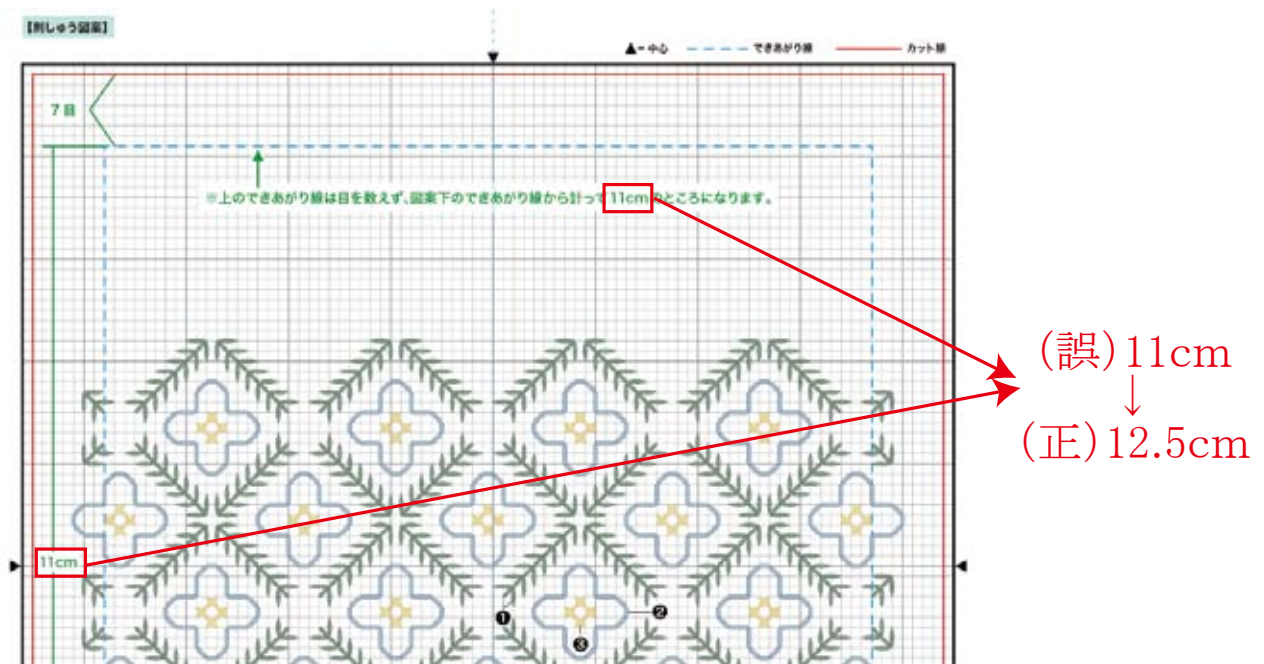 【刺しゅう図案】
▲=中心 できあがり線 カット線
7目
※上のできあがり線は目を数えず、図案下のできあがり線から計って11cmのところになります。
(誤)11cm
↓
(正)12.5cm
11cm
❶
❷
❸